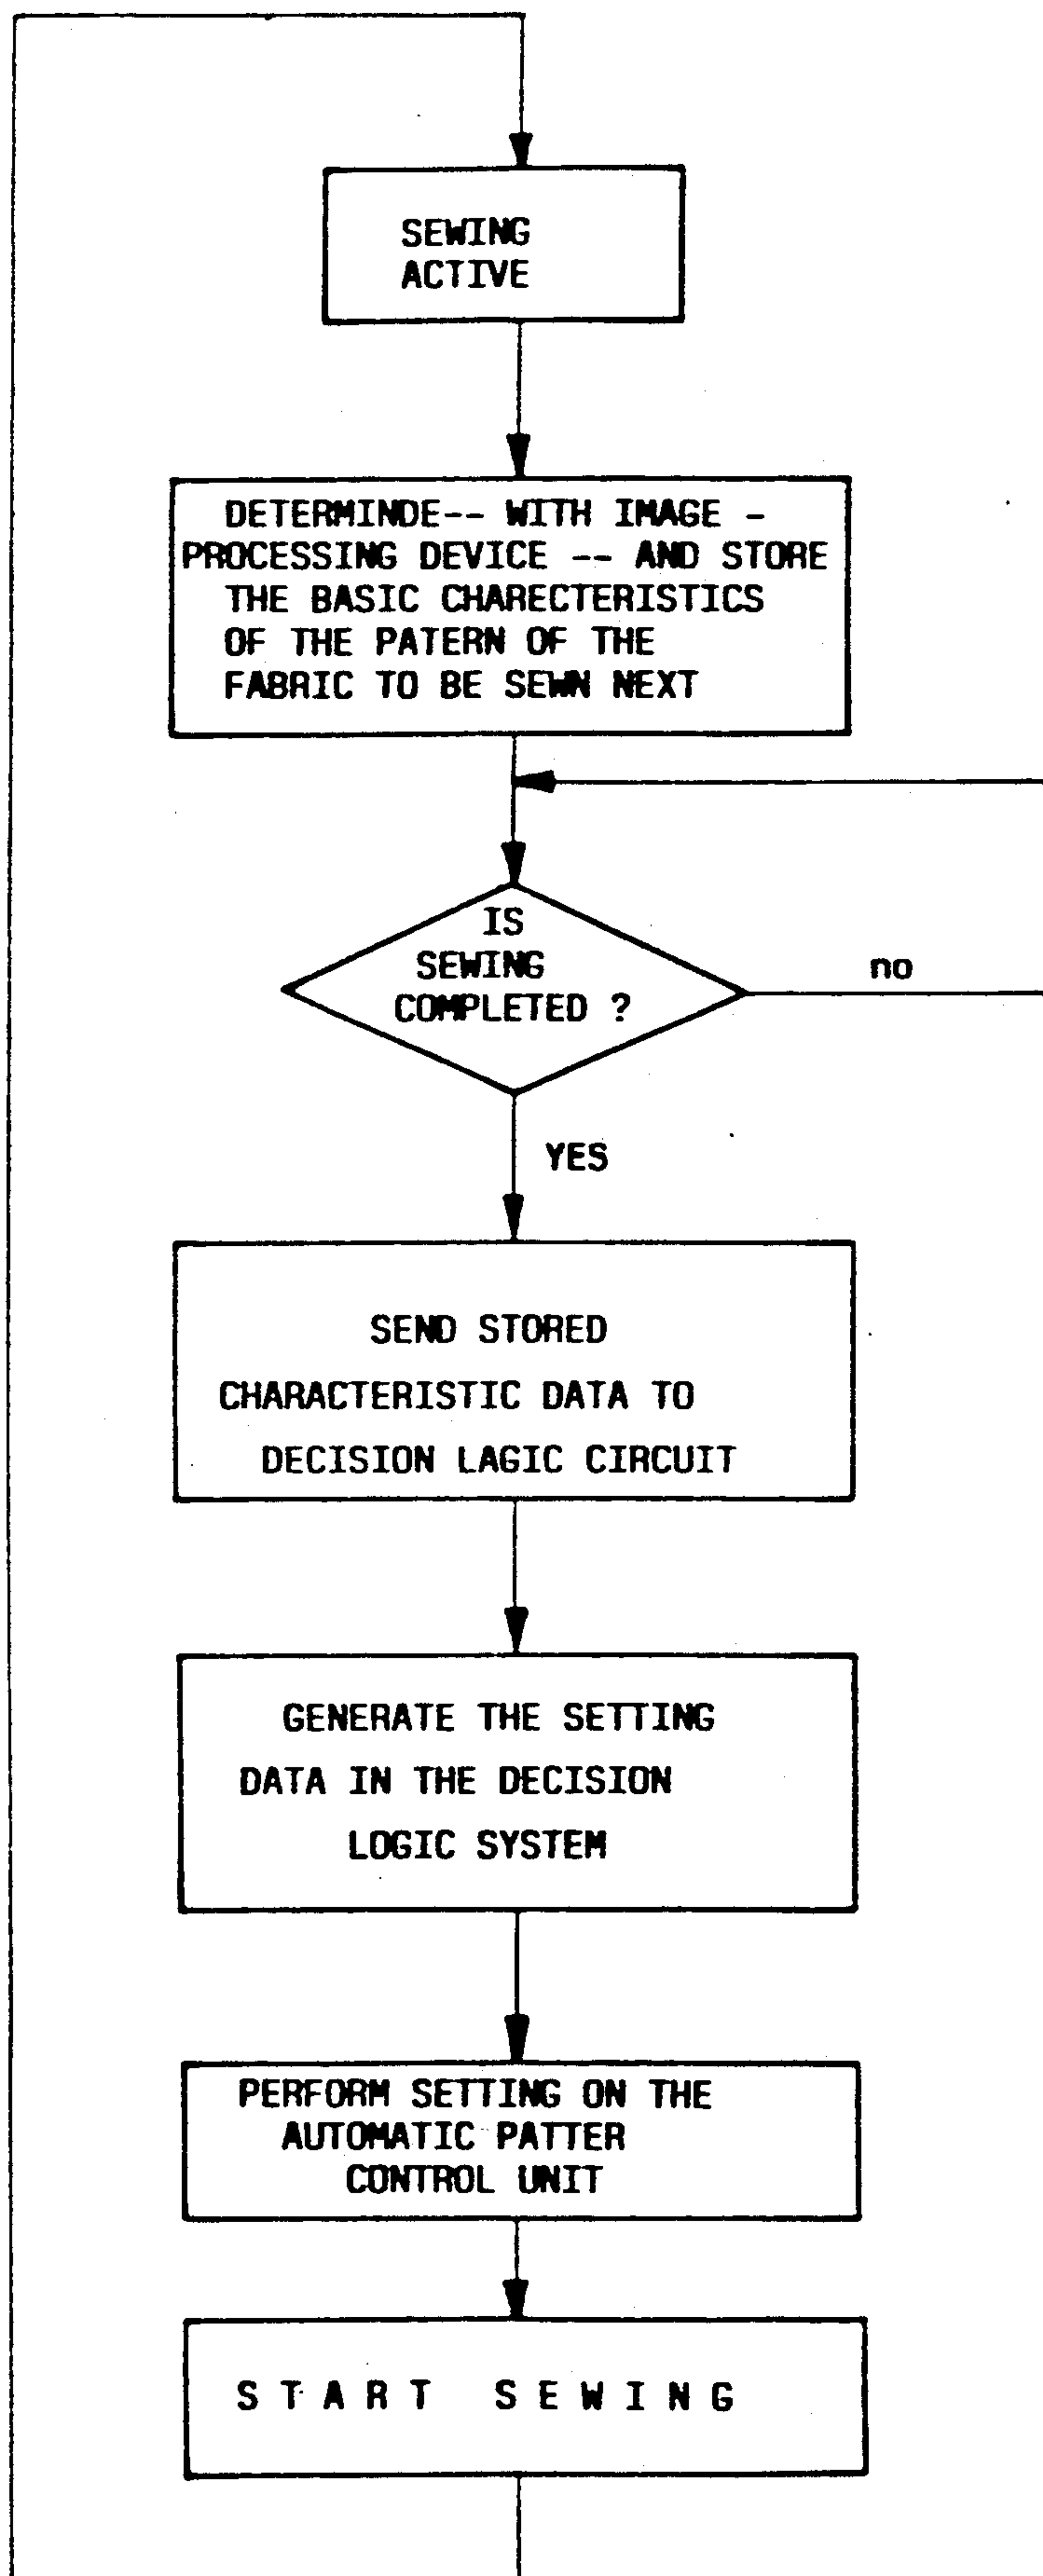 SEWING
ACTIVE
DETERMINDE-- WITH IMAGE -
PROCESSING DEVICE -- AND STORE
THE BASIC CHARECTERISTICS
OF THE PATERN OF THE
FABRIC TO BE SEWN NEXT
IS
SEWING
COMPLETED ?
no
YES
SEND STORED
CHARACTERISTIC DATA TO
DECISION LAGIC CIRCUIT
GENERATE THE SETTING
DATA IN THE DECISION
LOGIC SYSTEM
PERFORM SETTING ON THE
AUTOMATIC PATTER
CONTROL UNIT
START SEWING